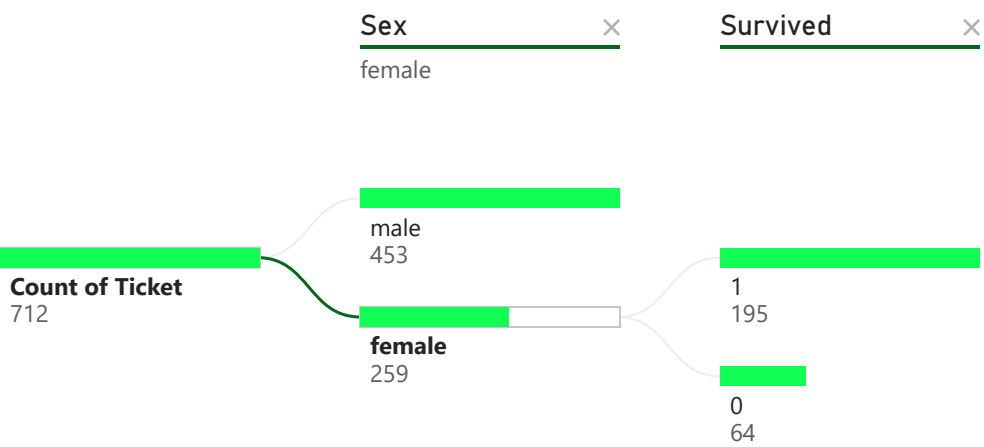 Sex ×
Survived ×
female
male
453
Count of Ticket
712
1
195
female
259
0
64